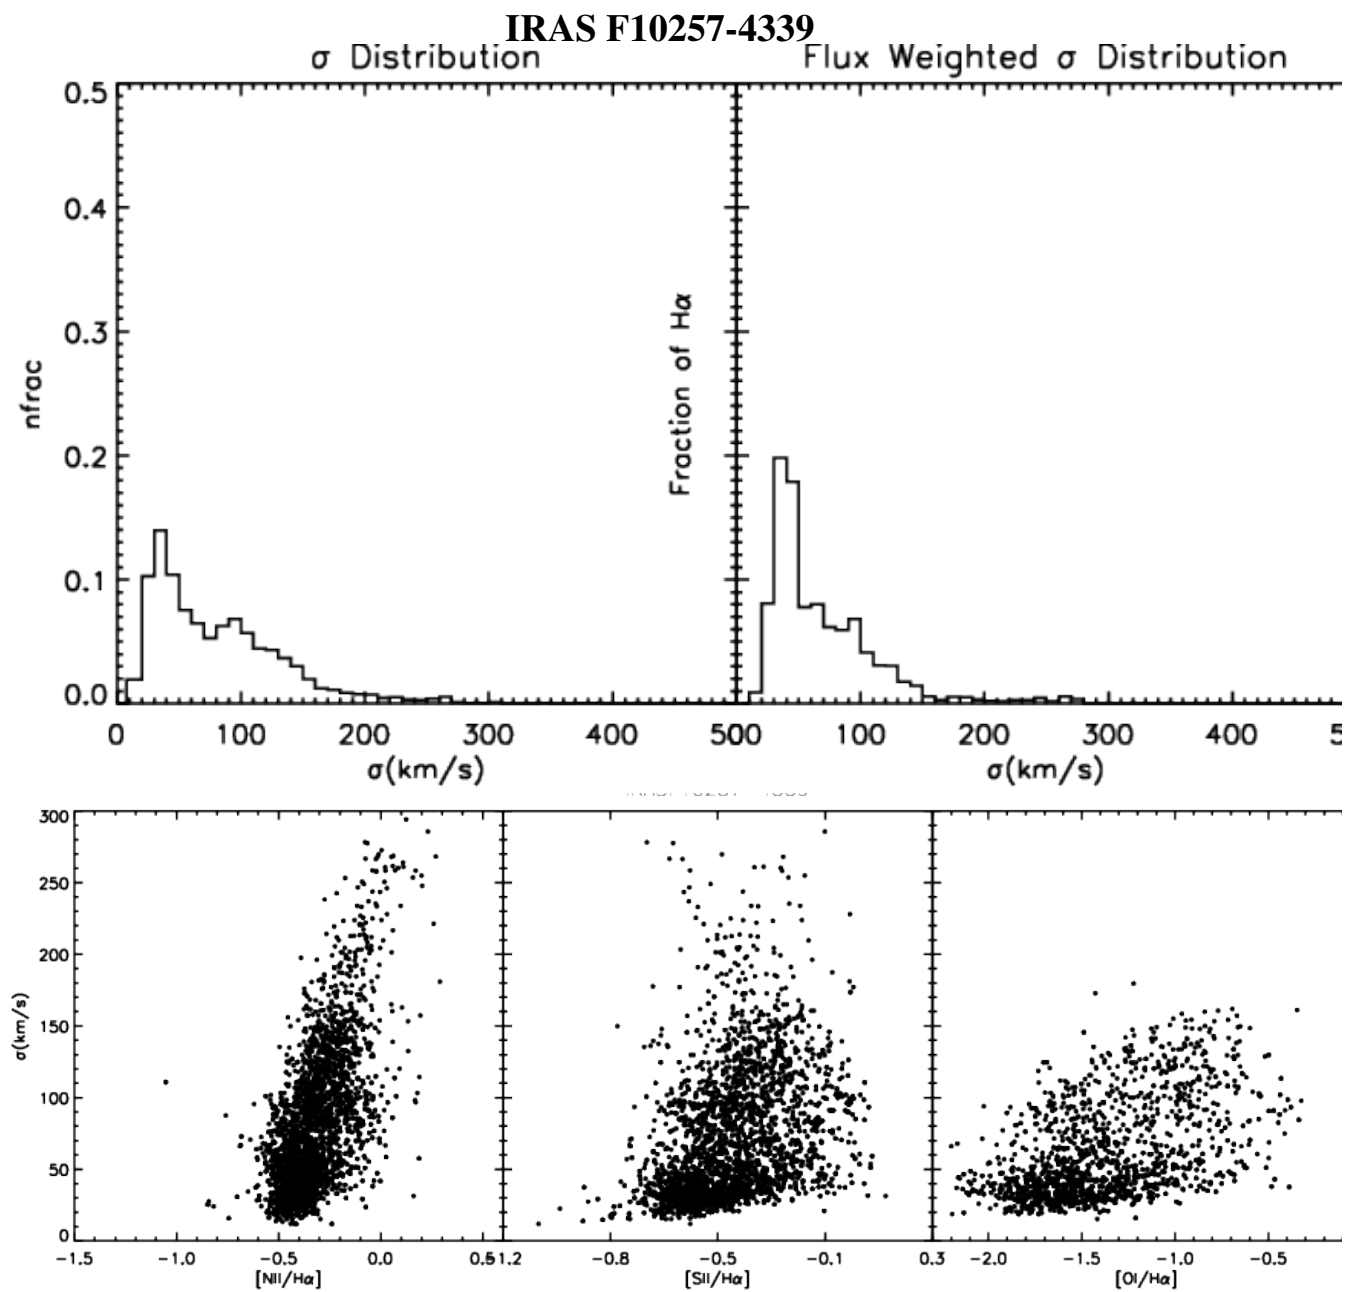 IRAS F10257-4339
σ Distribution
Flux Weighted σ Distribution
nfrac
0.5
0.4
0.3
0.2
0.1
0.0
Fraction of Hα
0 100 200 300 400 500 100 200 300 400 5
σ(km/s) σ(km/s)
300
250
200
150
100
50
0
σ(km/s)
-1.5 -1.0 -0.5 0.0 0.5 -0.8 -0.5 -0.1 0.3 -2.0 -1.5 -1.0 -0.5
[NII/Hα] [SII/Hα] [OI/Hα]